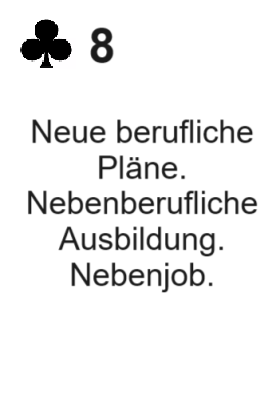 ♣ 8
Neue berufliche
Pläne.
Nebenberufliche
Ausbildung.
Nebenjob.